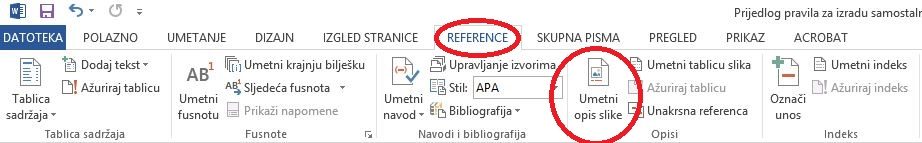 Prijedlog pravila za izradu samostaln
DATOTEKA POLAZNO UMETANJE DIZAJN IZGLED STRANICE REFERENCE SKUPNA PISMA PREGLED PRIKAZ ACROBAT
Tablica sadržaja
Dodaj tekst
Ažuriraj tablicu
Tablica sadržaja
AB1
Umetni fusnotu
Umetni krajnju bilješku
Sljedeća fusnota
Prikaži napomene
Fusnote
Umetni navod
Upravljanje izvorima
Stil: APA
Bibliografija
Navodi i bibliografija
Umetni opis slike
Umetni tablicu slika
Ažuriraj tablicu
Unakrsna referenca
Opisi
Označi unos
Umetni indeks
Ažuriraj indeks
Indeks